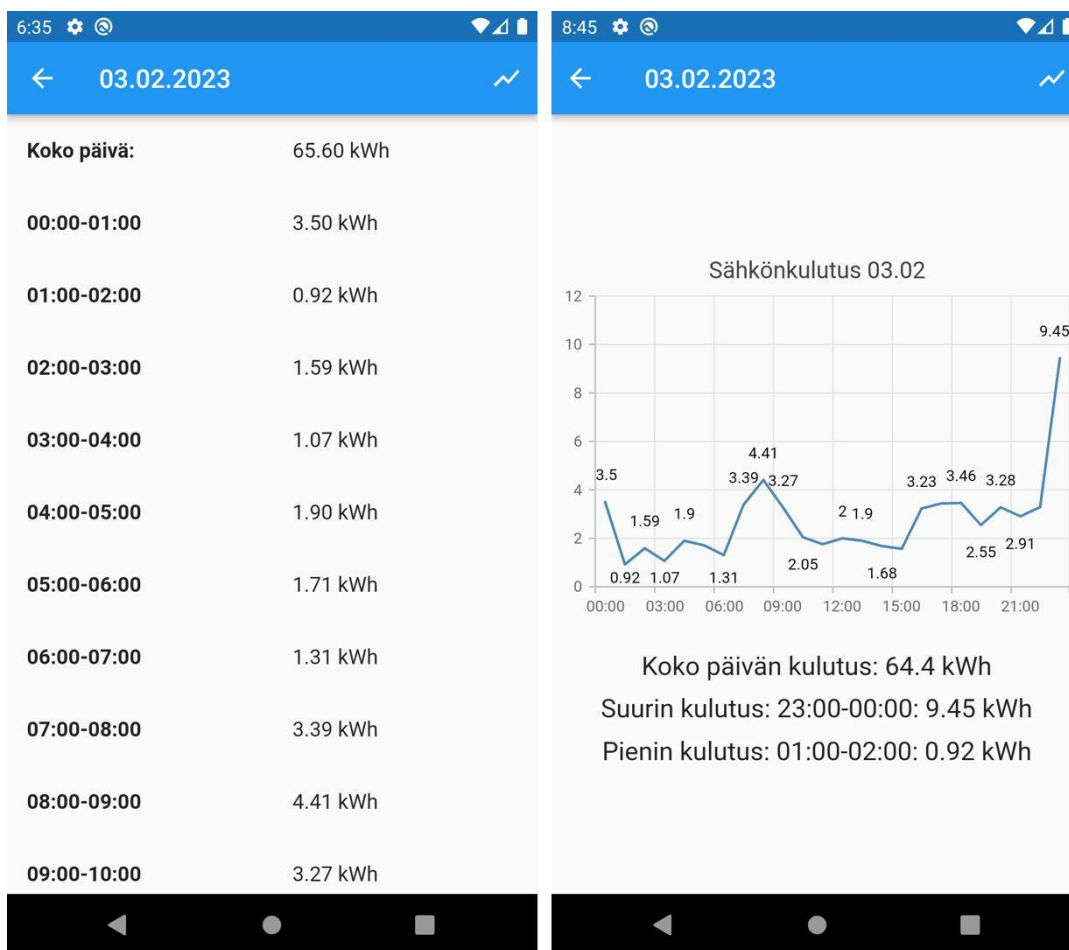 6:35
03.02.2023
Koko päivä: 65.60 kWh
00:00-01:00 3.50 kWh
01:00-02:00 0.92 kWh
02:00-03:00 1.59 kWh
03:00-04:00 1.07 kWh
04:00-05:00 1.90 kWh
05:00-06:00 1.71 kWh
06:00-07:00 1.31 kWh
07:00-08:00 3.39 kWh
08:00-09:00 4.41 kWh
09:00-10:00 3.27 kWh
8:45
03.02.2023
Sähkönkulutus 03.02
12
9.45
10
8
6
4.41
3.5 3.39 3.27 3.23 3.46 3.28
4
1.59 1.9 2 1.9
2
2.05 1.68 2.55 2.91
0.92 1.07 1.31
0
00:00 03:00 06:00 09:00 12:00 15:00 18:00 21:00
Koko päivän kulutus: 64.4 kWh
Suurin kulutus: 23:00-00:00: 9.45 kWh
Pienin kulutus: 01:00-02:00: 0.92 kWh